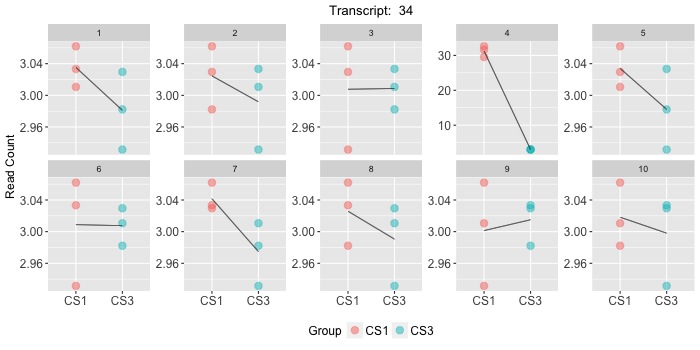 Transcript: 34
1 2 3 4 5
3.04 3.04 3.04 30 3.04
3.00 3.00 3.00 20 3.00
2.96 2.96 2.96 10 2.96
Read Count
6 7 8 9 10
3.04 3.04 3.04 3.04 3.04
3.00 3.00 3.00 3.00 3.00
2.96 2.96 2.96 2.96 2.96
CS1 CS3 CS1 CS3 CS1 CS3 CS1 CS3 CS1 CS3
Group CS1 CS3